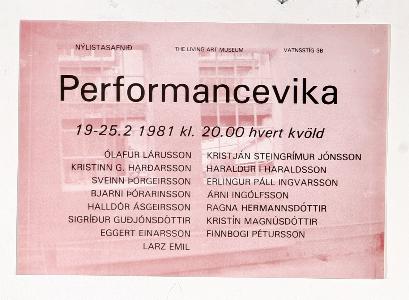 NÝLISTASAFNIÐ THE LIVING ART MUSEUM VATNSSTIG 3B
Performancevika
19-25.2 1981 kl. 20.00 hvert kvöld
ÓLAFUR LÁRUSSON
KRISTINN G. HARÐARSSON
SVEINN ÞORGEIRSSON
BJARNI ÞÓRARINSSON
HALLDÓR ÁSGEIRSSON
SIGRÍÐUR GUÐJÓNSDÓTTIR
EGGERT EINARSSON
LARZ EMIL
KRISTJÁN STEINGRÍMUR JÓNSSON
HARALDUR I HARALDSSON
ERLINGUR PÁLL INGVARSSON
ÁRNI INGÓLFSSON
RAGNA HERMANNSDÓTTIR
KRISTÍN MAGNÚSDÓTTIR
FINNBOGI PÉTURSSON